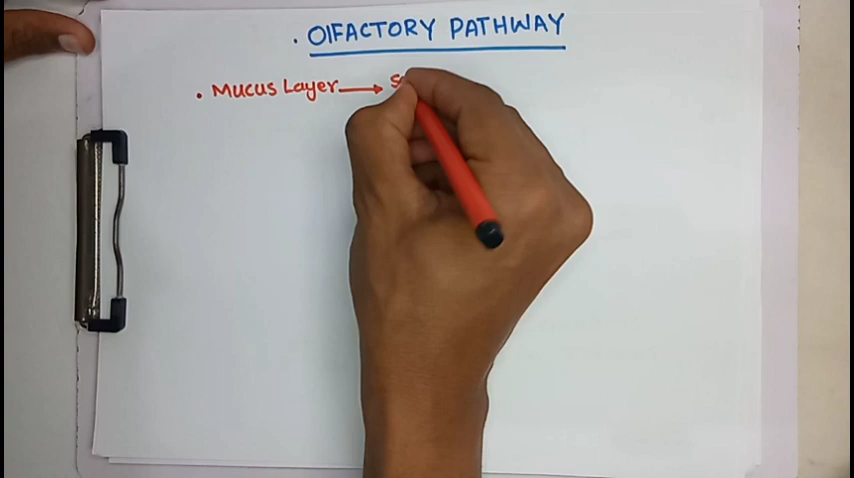 . OlFACTORY PATHWAY
. Mucus Layer →